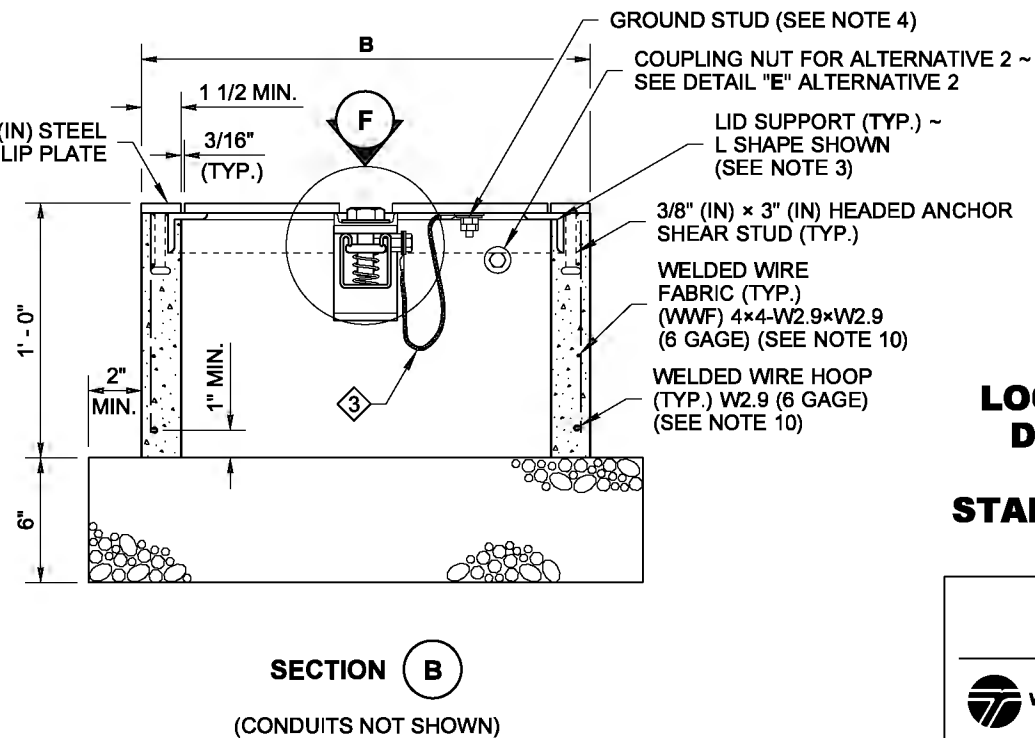 GROUND STUD (SEE NOTE 4)
B
COUPLING NUT FOR ALTERNATIVE 2 ~
SEE DETAIL "E" ALTERNATIVE 2
1 1/2 MIN.
F
LID SUPPORT (TYP.) ~
L SHAPE SHOWN
(SEE NOTE 3)
(IN) STEEL
LIP PLATE
3/16"
(TYP.)
3/8" (IN) × 3" (IN) HEADED ANCHOR
SHEAR STUD (TYP.)
WELDED WIRE
FABRIC (TYP.)
(WWF) 4×4-W2.9×W2.9
(6 GAGE) (SEE NOTE 10)
1' - 0"
2"
MIN.
1" MIN.
3
WELDED WIRE HOOP
(TYP.) W2.9 (6 GAGE)
(SEE NOTE 10)
6"
SECTION B
(CONDUITS NOT SHOWN)
STA